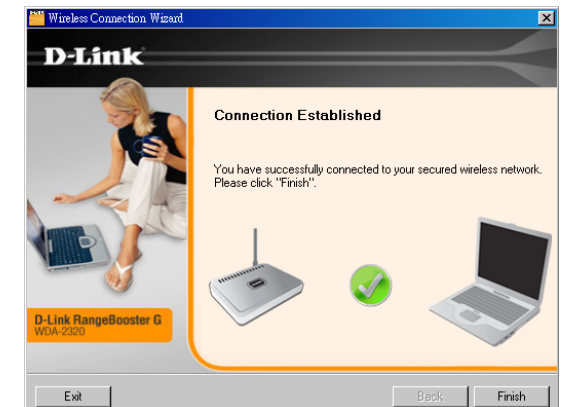 Wireless Connection Wizard
D-Link
Connection Established
You have successfully connected to your secured wireless network.
Please click "Finish".
D-Link RangeBooster G
WDA-2320
Exit
Back
Finish